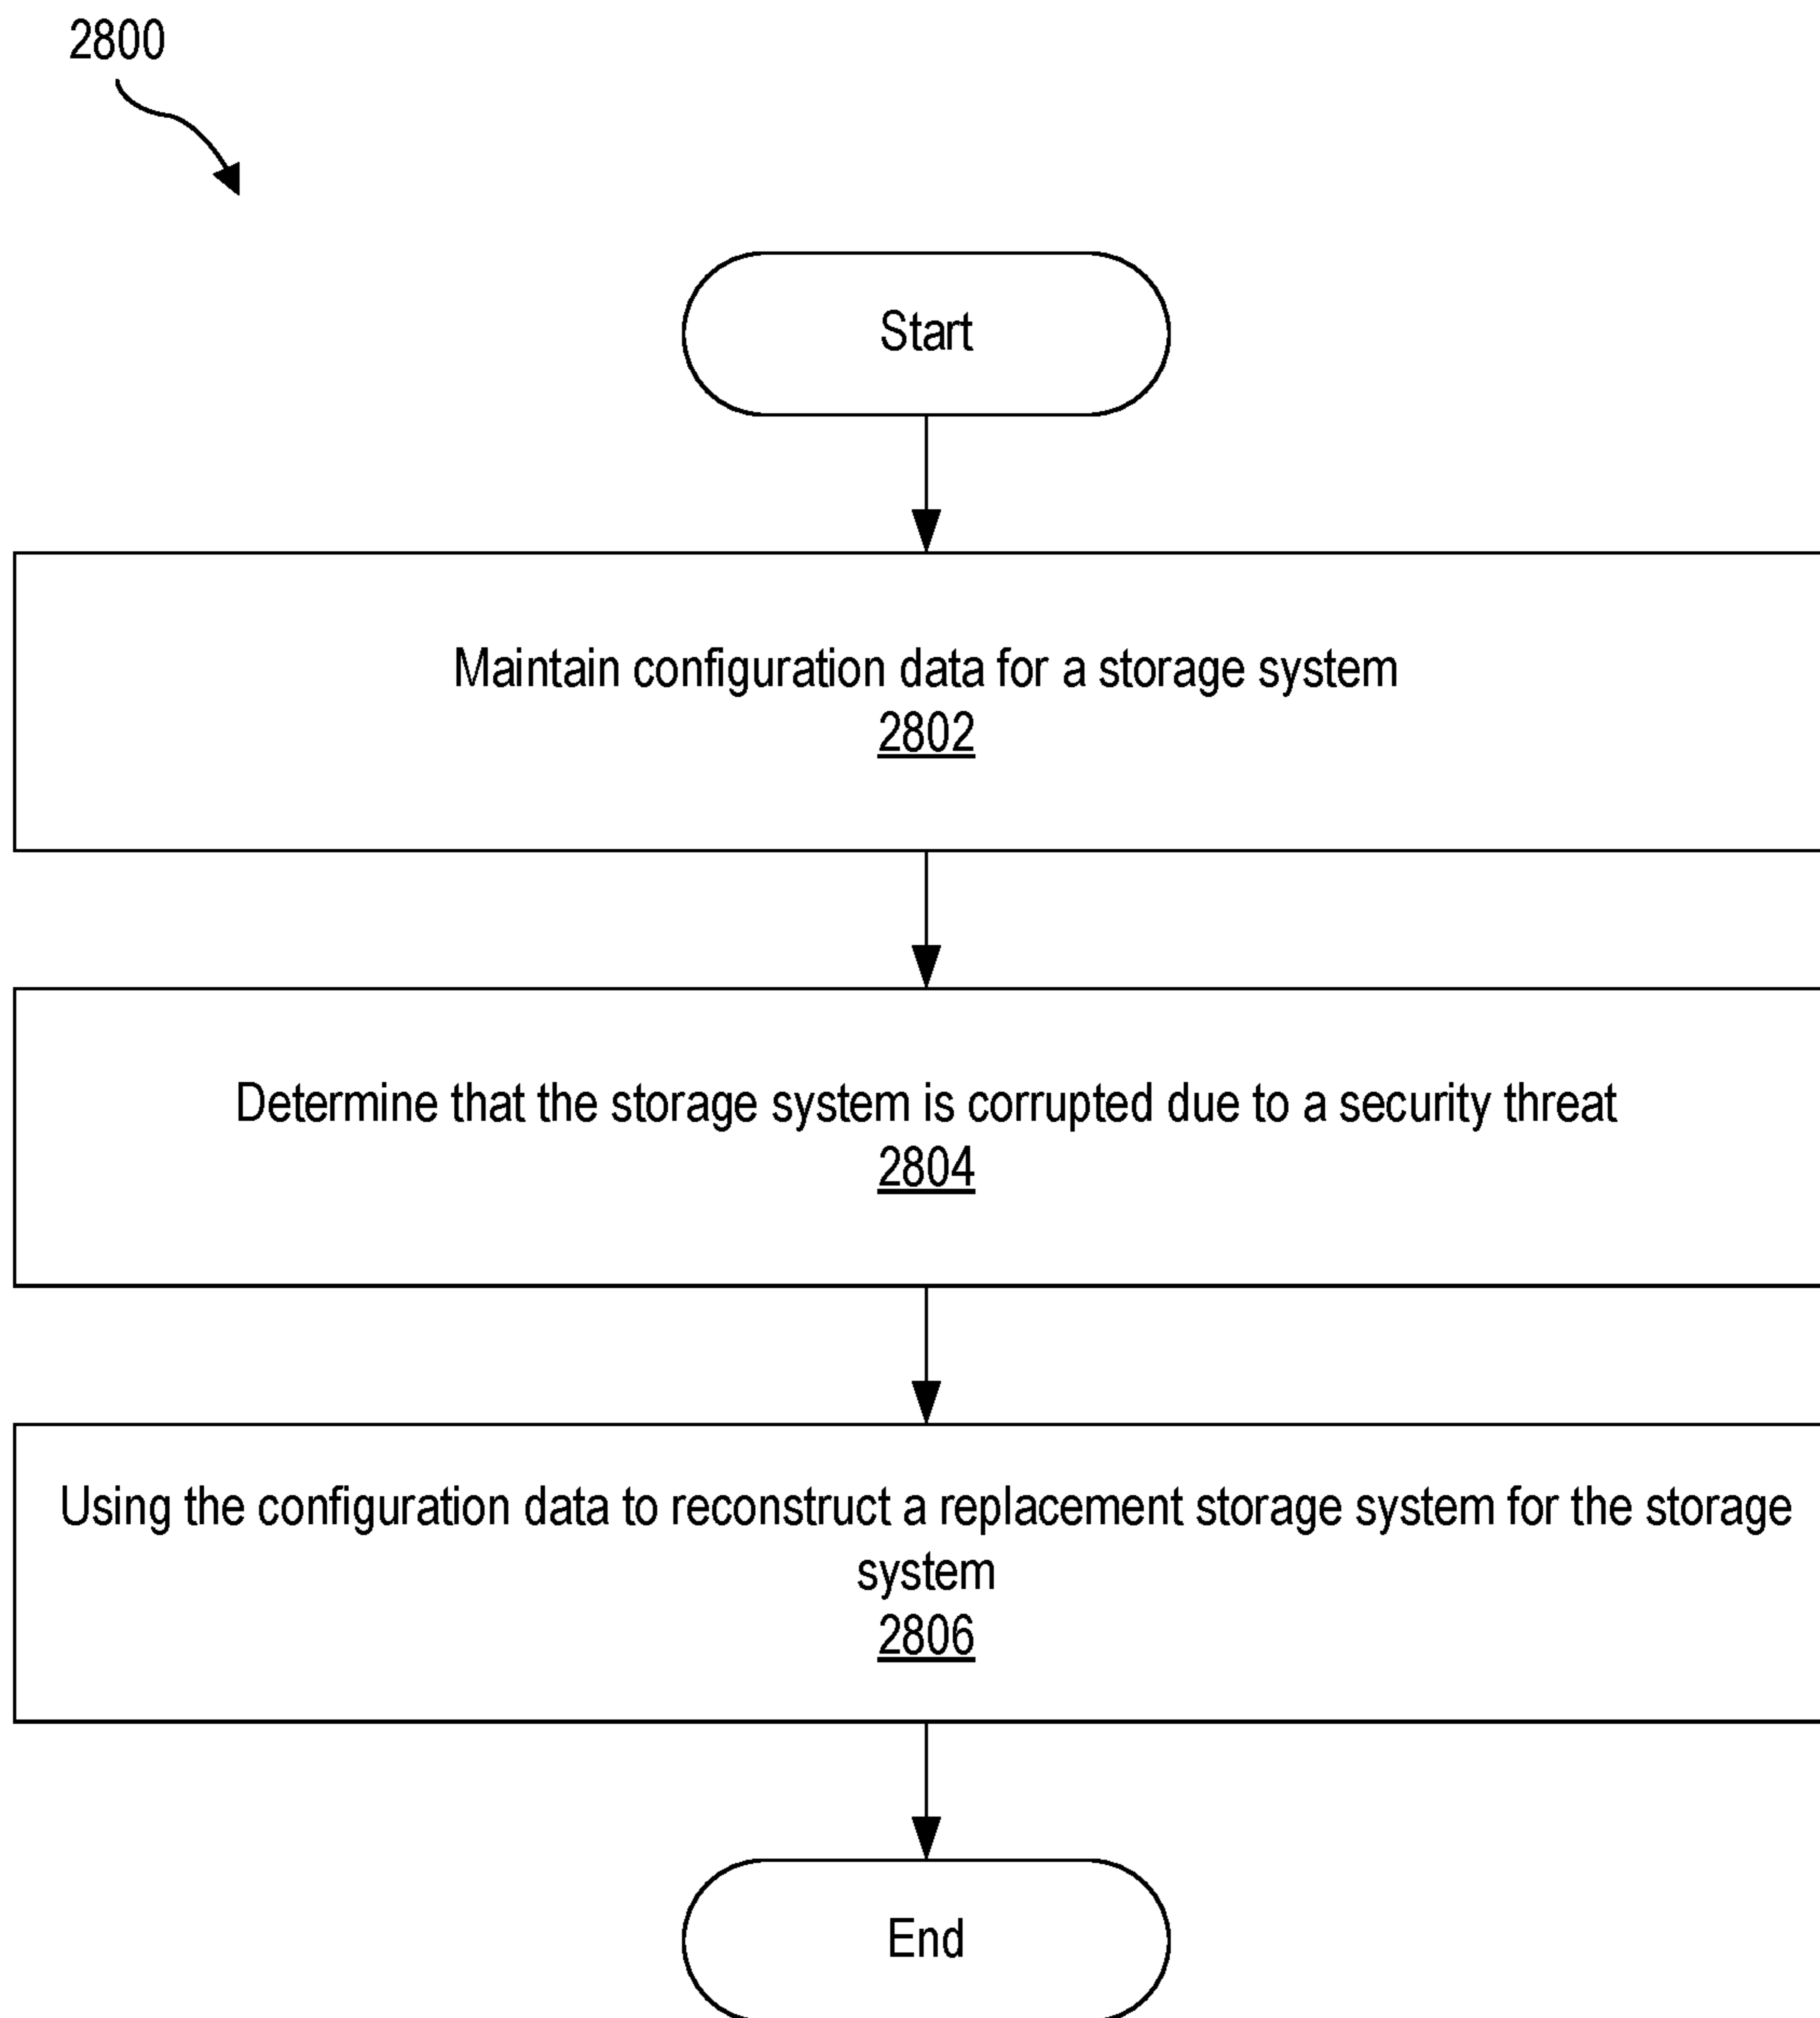 2800
Start
Maintain configuration data for a storage system
2802
Determine that the storage system is corrupted due to a security threat
2804
Using the configuration data to reconstruct a replacement storage system for the storage
system
2806
End